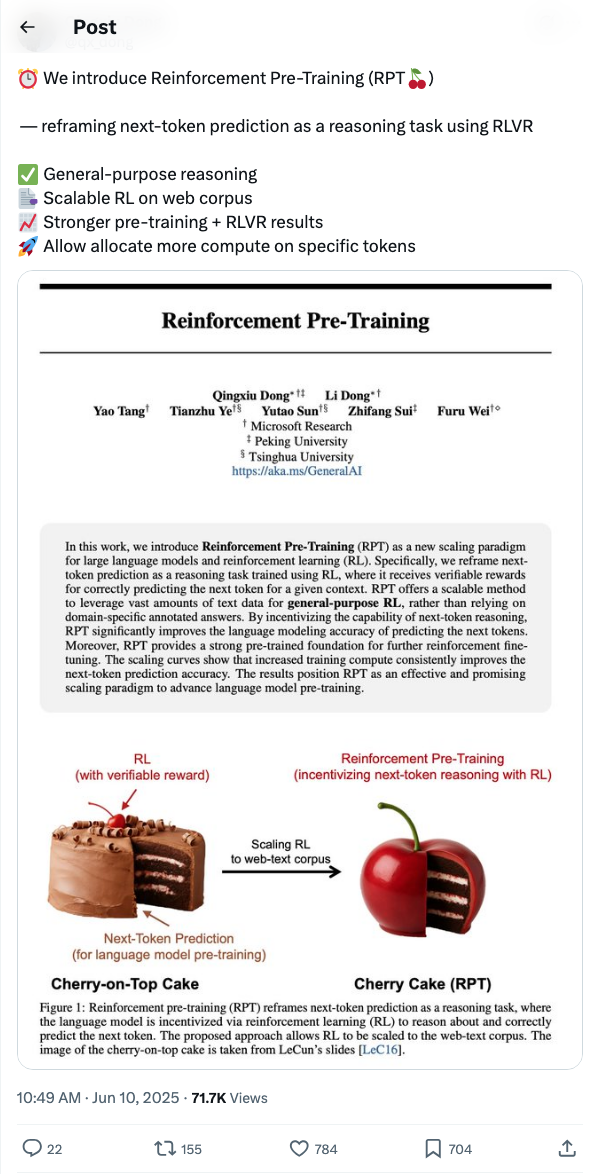 Post
We introduce Reinforcement Pre-Training (RPT🍒)
— reframing next-token prediction as a reasoning task using RLVR
✅ General-purpose reasoning
Scalable RL on web corpus
📈 Stronger pre-training + RLVR results
🚀 Allow allocate more compute on specific tokens
Reinforcement Pre-Training
Qingxiu Dong*†‡ Li Dong*†
Yao Tang† Tianzhu Ye†§ Yutao Sun†§ Zhifang Sui‡ Furu Wei†⋄
† Microsoft Research
‡ Peking University
§ Tsinghua University
https://aka.ms/GeneralAI
In this work, we introduce Reinforcement Pre-Training (RPT) as a new scaling paradigm
for large language models and reinforcement learning (RL). Specifically, we reframe next-
token prediction as a reasoning task trained using RL, where it receives verifiable rewards
for correctly predicting the next token for a given context. RPT offers a scalable method
to leverage vast amounts of text data for general-purpose RL, rather than relying on
domain-specific annotated answers. By incentivizing the capability of next-token reasoning,
RPT significantly improves the language modeling accuracy of predicting the next tokens.
Moreover, RPT provides a strong pre-trained foundation for further reinforcement fine-
tuning. The scaling curves show that increased training compute consistently improves the
next-token prediction accuracy. The results position RPT as an effective and promising
scaling paradigm to advance language model pre-training.
RL
(with verifiable reward)
Reinforcement Pre-Training
(incentivizing next-token reasoning with RL)
Scaling RL
to web-text corpus
Next-Token Prediction
(for language model pre-training)
Cherry-on-Top Cake
Cherry Cake (RPT)
Figure 1: Reinforcement pre-training (RPT) reframes next-token prediction as a reasoning task, where
the language model is incentivized via reinforcement learning (RL) to reason about and correctly
predict the next token. The proposed approach allows RL to be scaled to the web-text corpus. The
image of the cherry-on-top cake is taken from LeCun's slides [LeC16].
10:49 AM · Jun 10, 2025 · 71.7K Views
22 155 784 704